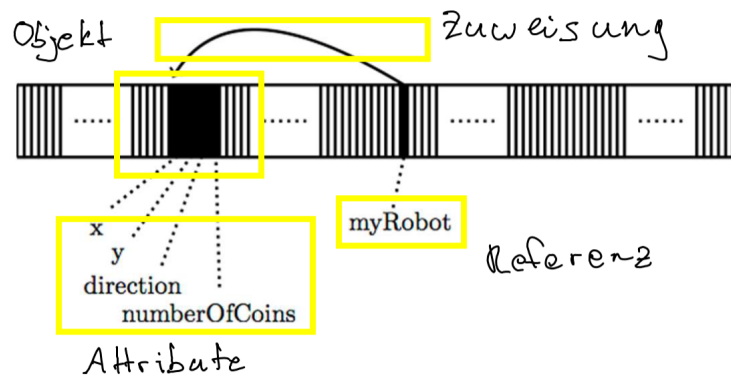 Objekt
Zuweisung
...... ...... ...... ......
x
y
direction
numberOfCoins
myRobot
Referenz
Attribute